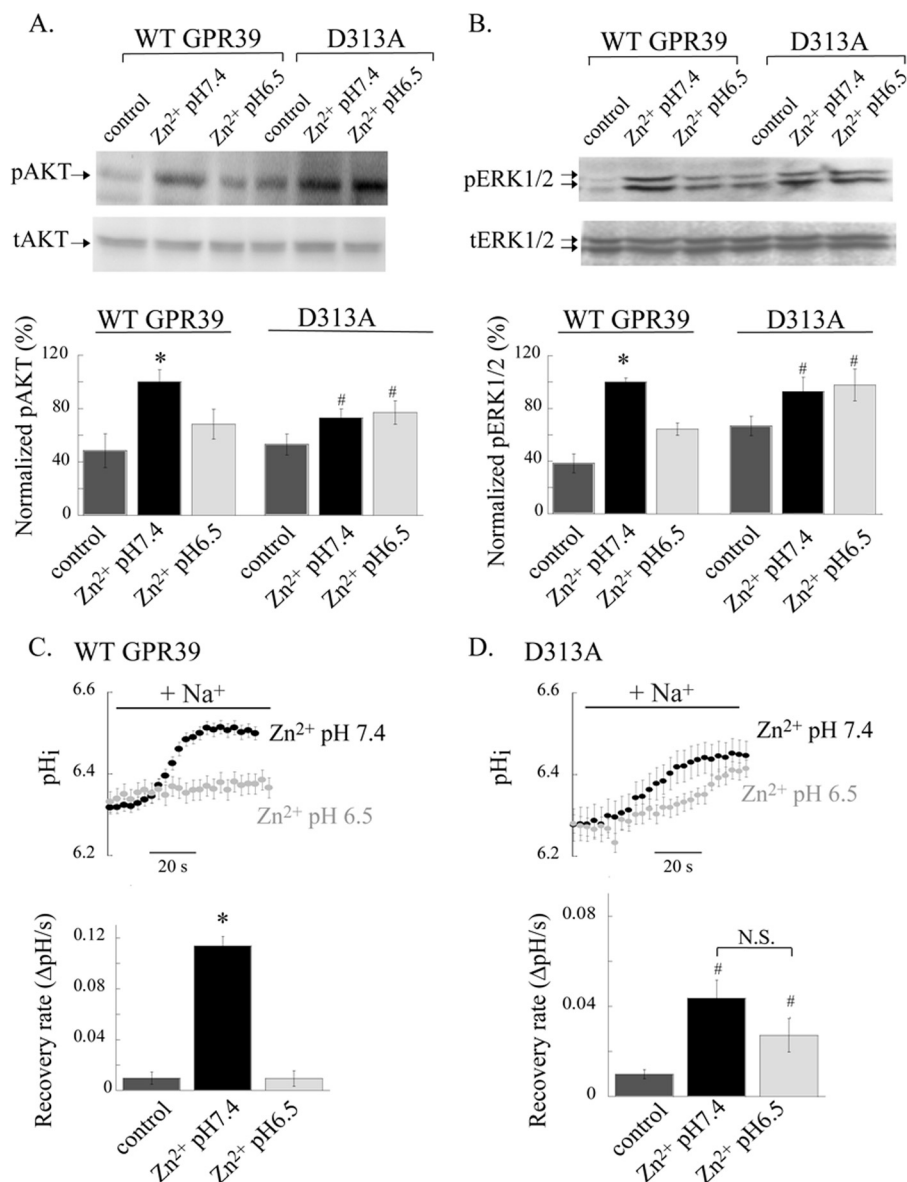 A.
WT GPR39
D313A
control
Zn²⁺ pH7.4
Zn²⁺ pH6.5
control
Zn²⁺ pH7.4
Zn²⁺ pH6.5
pAKT
tAKT
WT GPR39
D313A
Normalized pAKT (%)
120
80
40
0
*
#
#
control
Zn²⁺ pH7.4
Zn²⁺ pH6.5
control
Zn²⁺ pH7.4
Zn²⁺ pH6.5
B.
WT GPR39
D313A
control
Zn²⁺ pH7.4
Zn²⁺ pH6.5
control
Zn²⁺ pH7.4
Zn²⁺ pH6.5
pERK1/2
tERK1/2
WT GPR39
D313A
Normalized pERK1/2 (%)
120
80
40
0
*
#
#
control
Zn²⁺ pH7.4
Zn²⁺ pH6.5
control
Zn²⁺ pH7.4
Zn²⁺ pH6.5
C. WT GPR39
+ Na⁺
pHi
6.6
6.4
6.2
Zn²⁺ pH 7.4
Zn²⁺ pH 6.5
20 s
Recovery rate (ΔpH/s)
0.12
0.08
0.04
0
*
control
Zn²⁺ pH7.4
Zn²⁺ pH6.5
D. D313A
+ Na⁺
pHi
6.6
6.4
6.2
Zn²⁺ pH 7.4
Zn²⁺ pH 6.5
20 s
Recovery rate (ΔpH/s)
0.08
0.04
0
N.S.
#
#
control
Zn²⁺ pH7.4
Zn²⁺ pH6.5